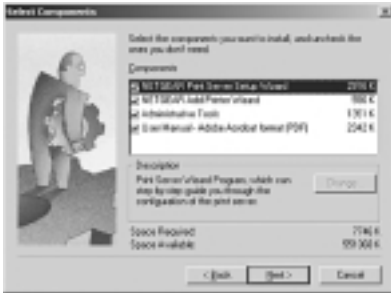 Select Components
Select the components you want to install, and uncheck the
ones you don't need.
Components
NETGEAR Print Server Setup Wizard
NETGEAR Add Printer Wizard
Administrative Tools
User Manual - Adobe Acrobat format (PDF)
2242 K
Description
Print Server Wizard Program, which can
step by step guide you through the
configuration of the print server.
Change
Space Required: 7746 K
Space Available:
< Back
Next >
Cancel